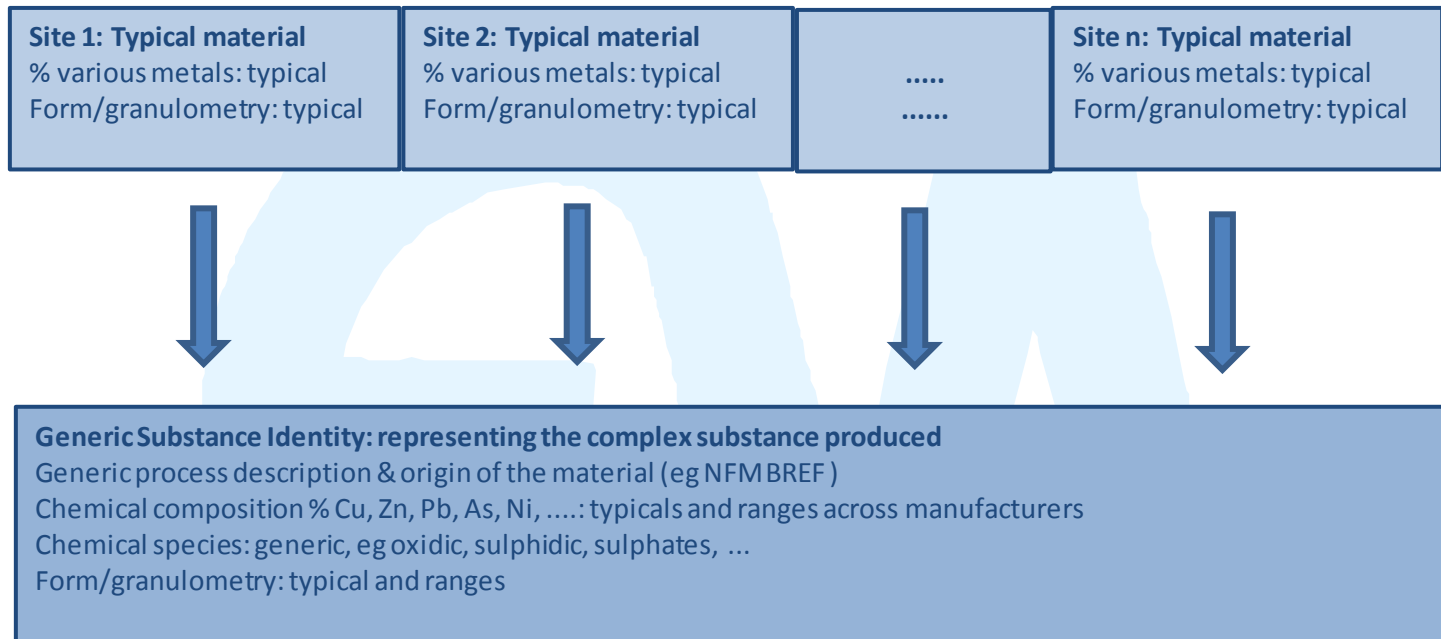 Site 1: Typical material
% various metals: typical
Form/granulometry: typical
Site 2: Typical material
% various metals: typical
Form/granulometry: typical
.....
......
Site n: Typical material
% various metals: typical
Form/granulometry: typical
Generic Substance Identity: representing the complex substance produced
Generic process description & origin of the material (eg NFM BREF )
Chemical composition % Cu, Zn, Pb, As, Ni, ....: typicals and ranges across manufacturers
Chemical species: generic, eg oxidic, sulphidic, sulphates, ...
Form/granulometry: typical and ranges